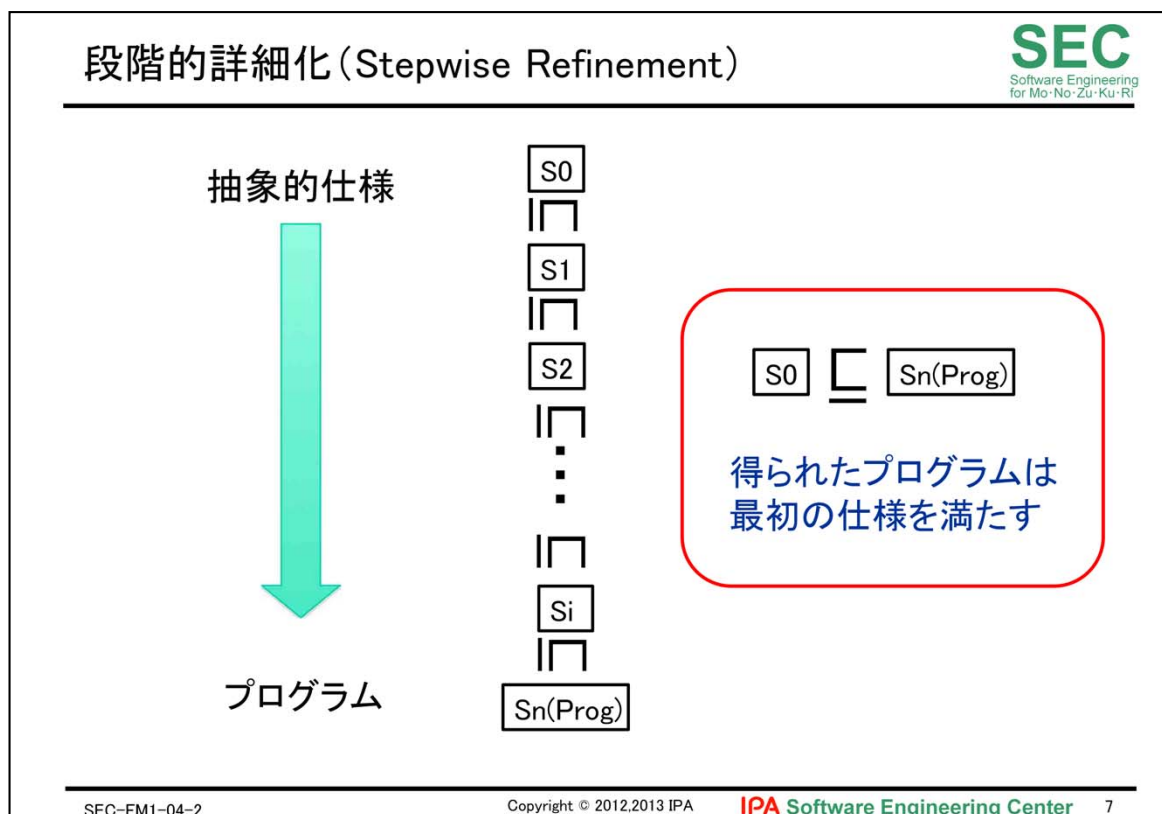 段階的詳細化（Stepwise Refinement）
SEC
Software Engineering
for Mo・No・Zu・Ku・Ri
抽象的仕様
S0
S1
S2
Si
Sn(Prog)
プログラム
S0 ⊑ Sn(Prog)
得られたプログラムは
最初の仕様を満たす
SEC-FM1-04-2
Copyright © 2012,2013 IPA
IPA Software Engineering Center
7